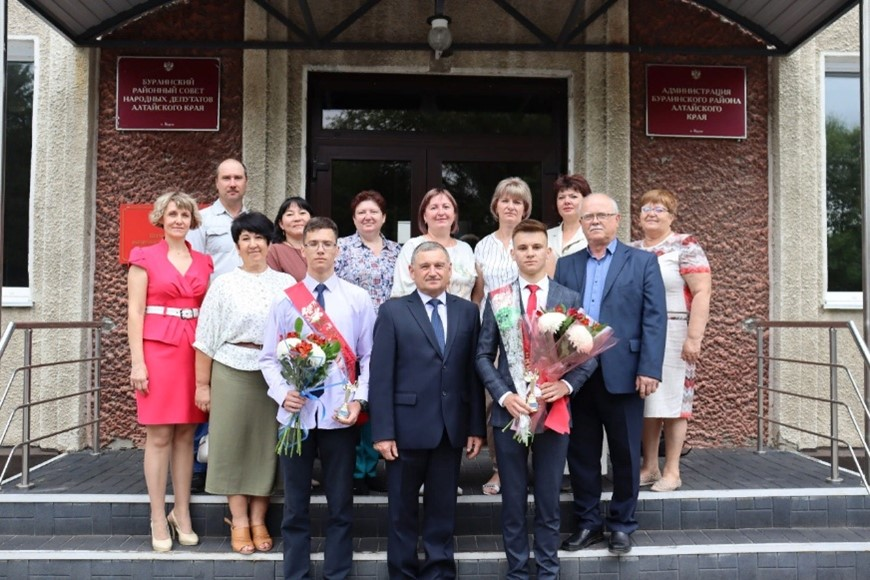 БУРЛИНСКИЙ
РАЙОННЫЙ СОВЕТ
НАРОДНЫХ ДЕПУТАТОВ
АЛТАЙСКОГО КРАЯ
АДМИНИСТРАЦИЯ
БУРЛИНСКОГО РАЙОНА
АЛТАЙСКОГО
КРАЯ